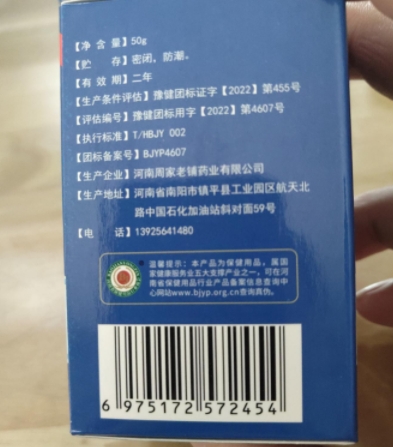 【净 含 量】50g
【贮 存】密闭、防潮。
【有 效 期】二年
【生产条件评估】豫健团标证字【2022】第455号
【评估编号】豫健团标用字【2022】第4607号
【执行标准】T/HBJY 002
【团标备案号】BJYP4607
【生产企业】河南周家老铺药业有限公司
【生产地址】河南省南阳市镇平县工业园区航天北
路中国石化加油站斜对面59号
【电 话】13925641480
温馨提示：本产品为保健用品，属国
家健康服务业五大支撑产业之一，可在河
南省保健用品行业产品备案信息查询中
心网站www.bjyp.org.cn查询真伪。
6 975172 572454